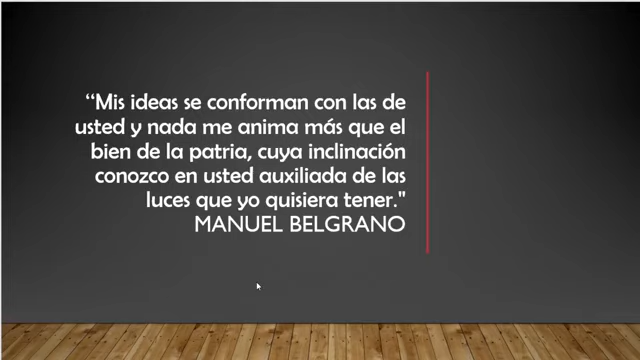 “Mis ideas se conforman con las de
usted y nada me anima más que el
bien de la patria, cuya inclinación
conozco en usted auxiliada de las
luces que yo quisiera tener."
MANUEL BELGRANO